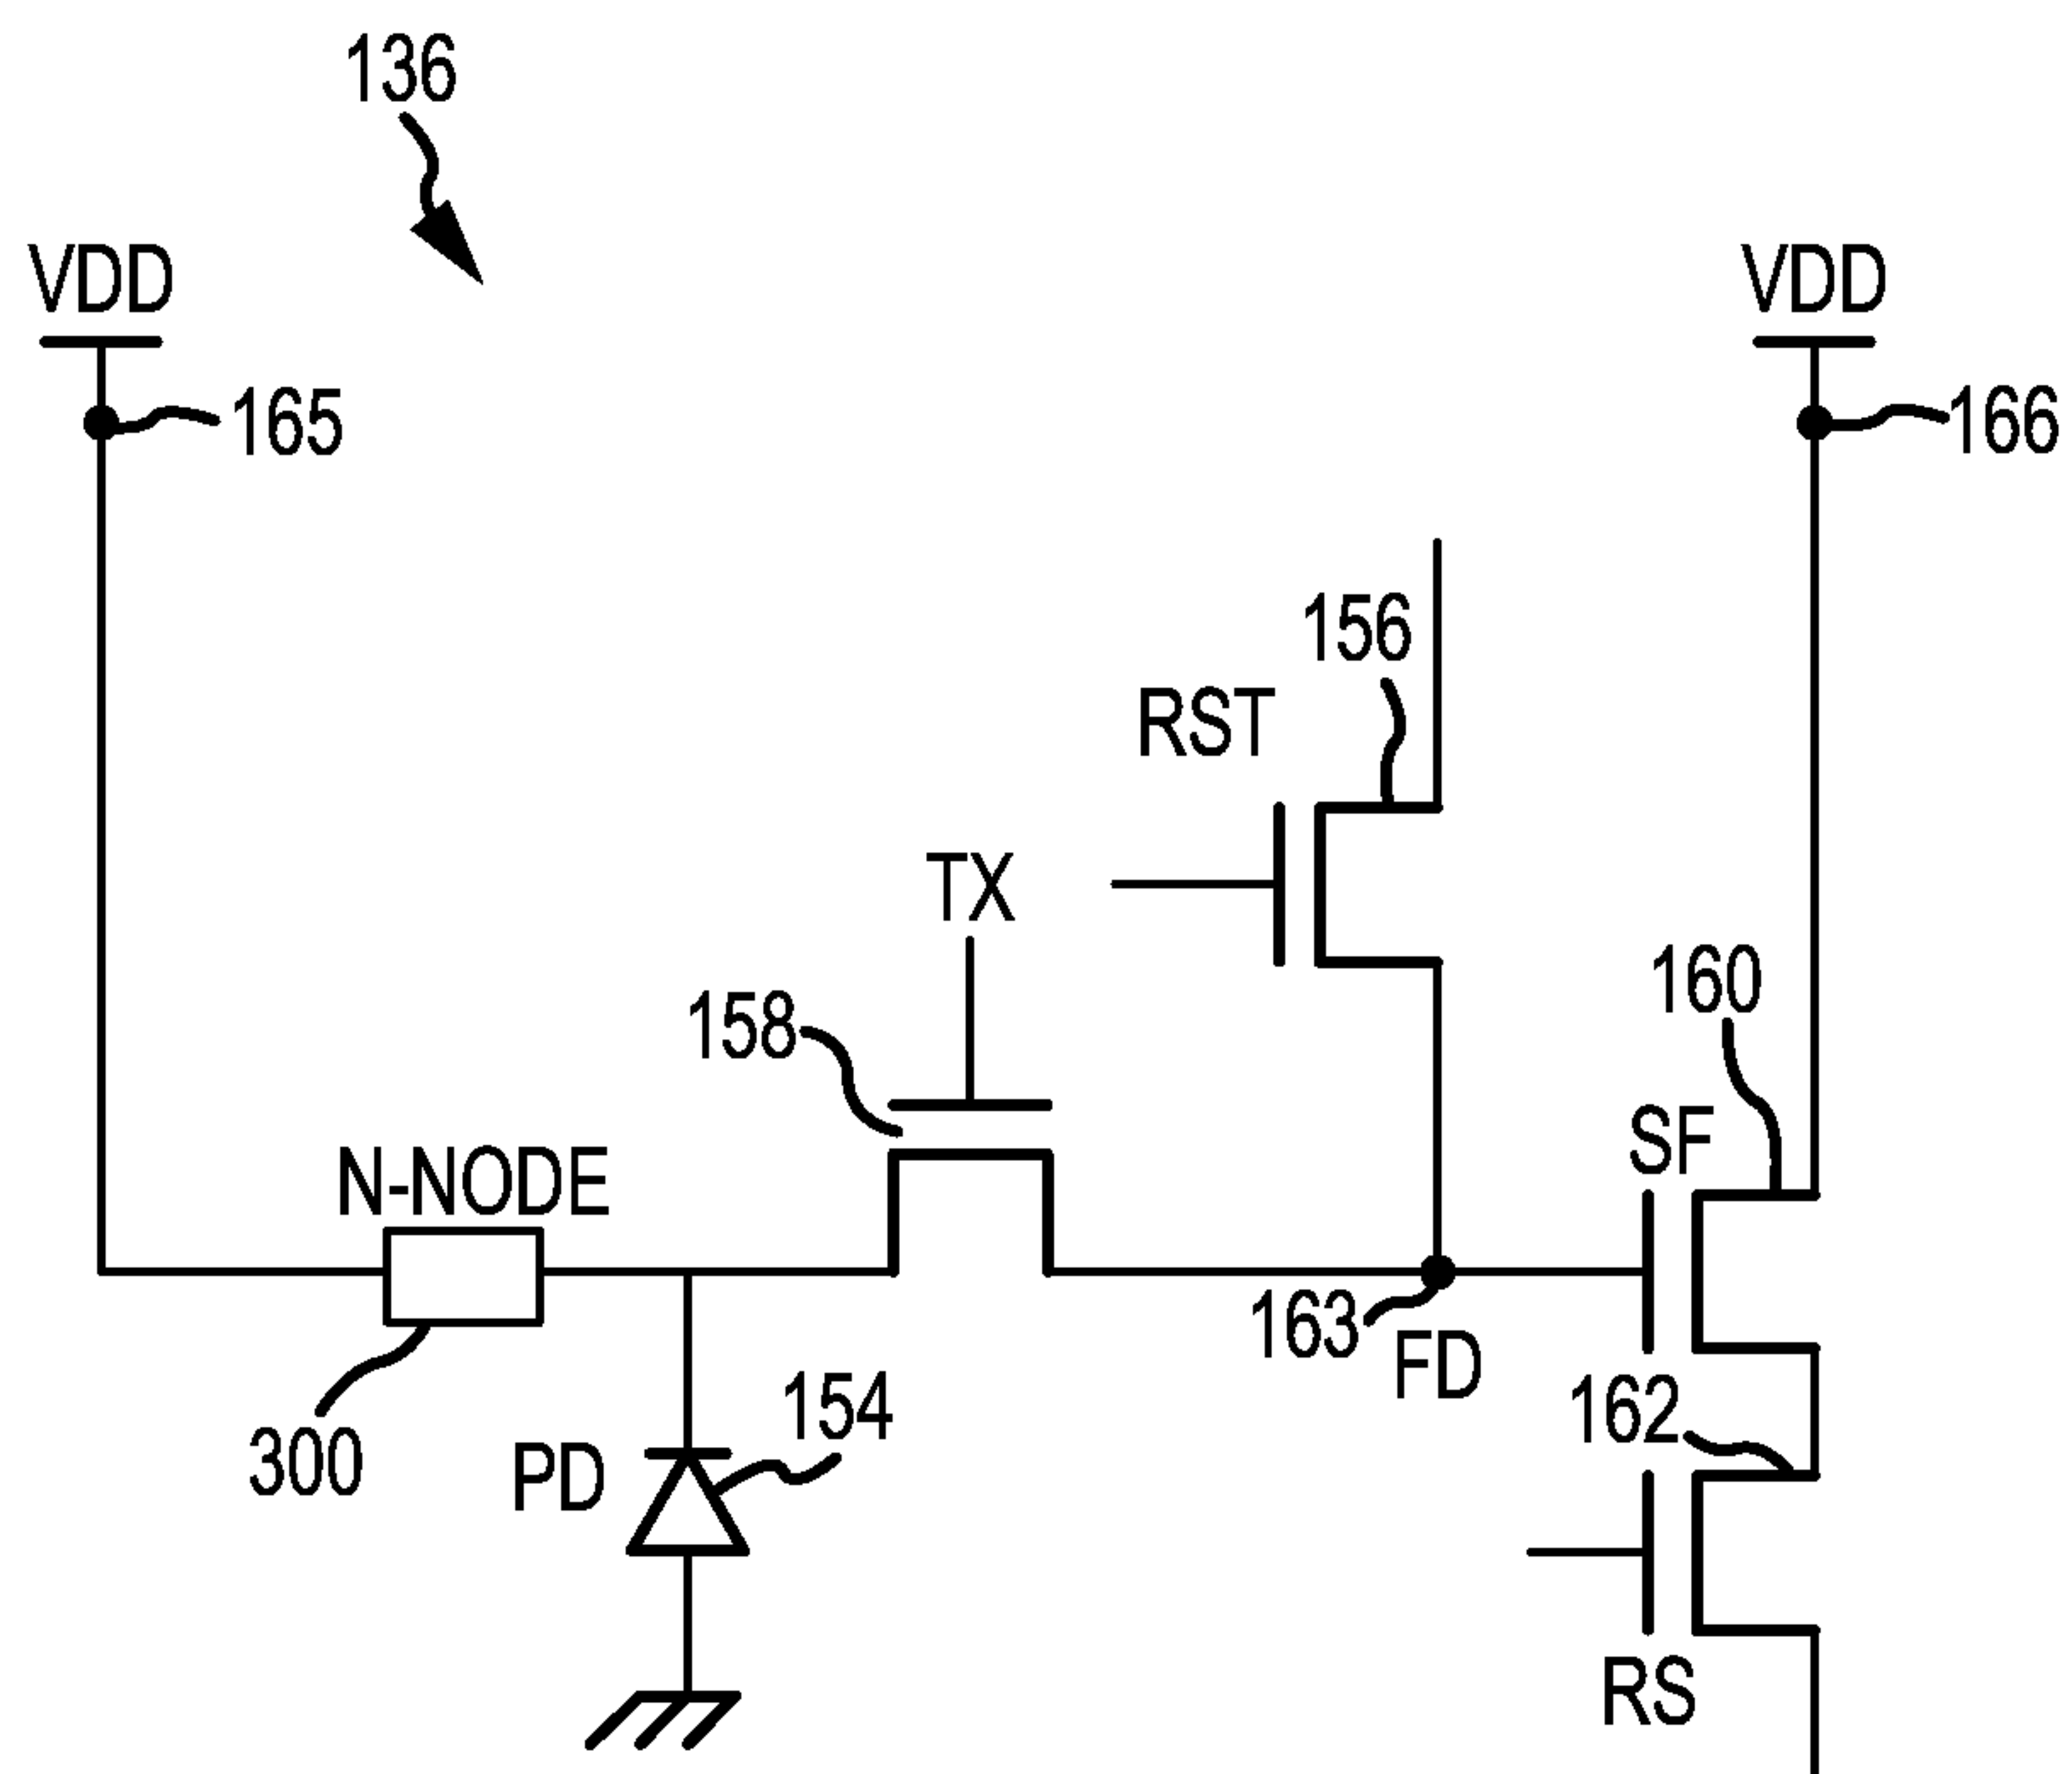 136
VDD
VDD
165
166
156
RST
TX
160
158
SF
N-NODE
163
FD
154
162
300
PD
RS